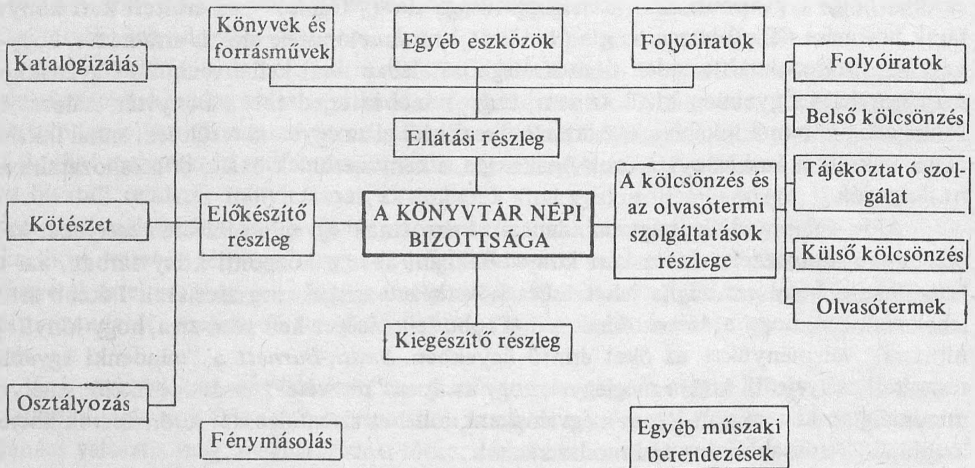 Katalogizálás
Könyvek és
forrásművek
Egyéb eszközök
Folyóiratok
Folyóiratok
Belső kölcsönzés
Ellátási részleg
Tájékoztató szol-
gálat
A kölcsönzés és
az olvasótermi
szolgáltatások
részlege
Kötészet
Előkészítő
részleg
A KÖNYVTÁR NÉPI
BIZOTTSÁGA
Külső kölcsönzés
Olvasótermek
Kiegészítő részleg
Osztályozás
Fénymásolás
Egyéb műszaki
berendezések